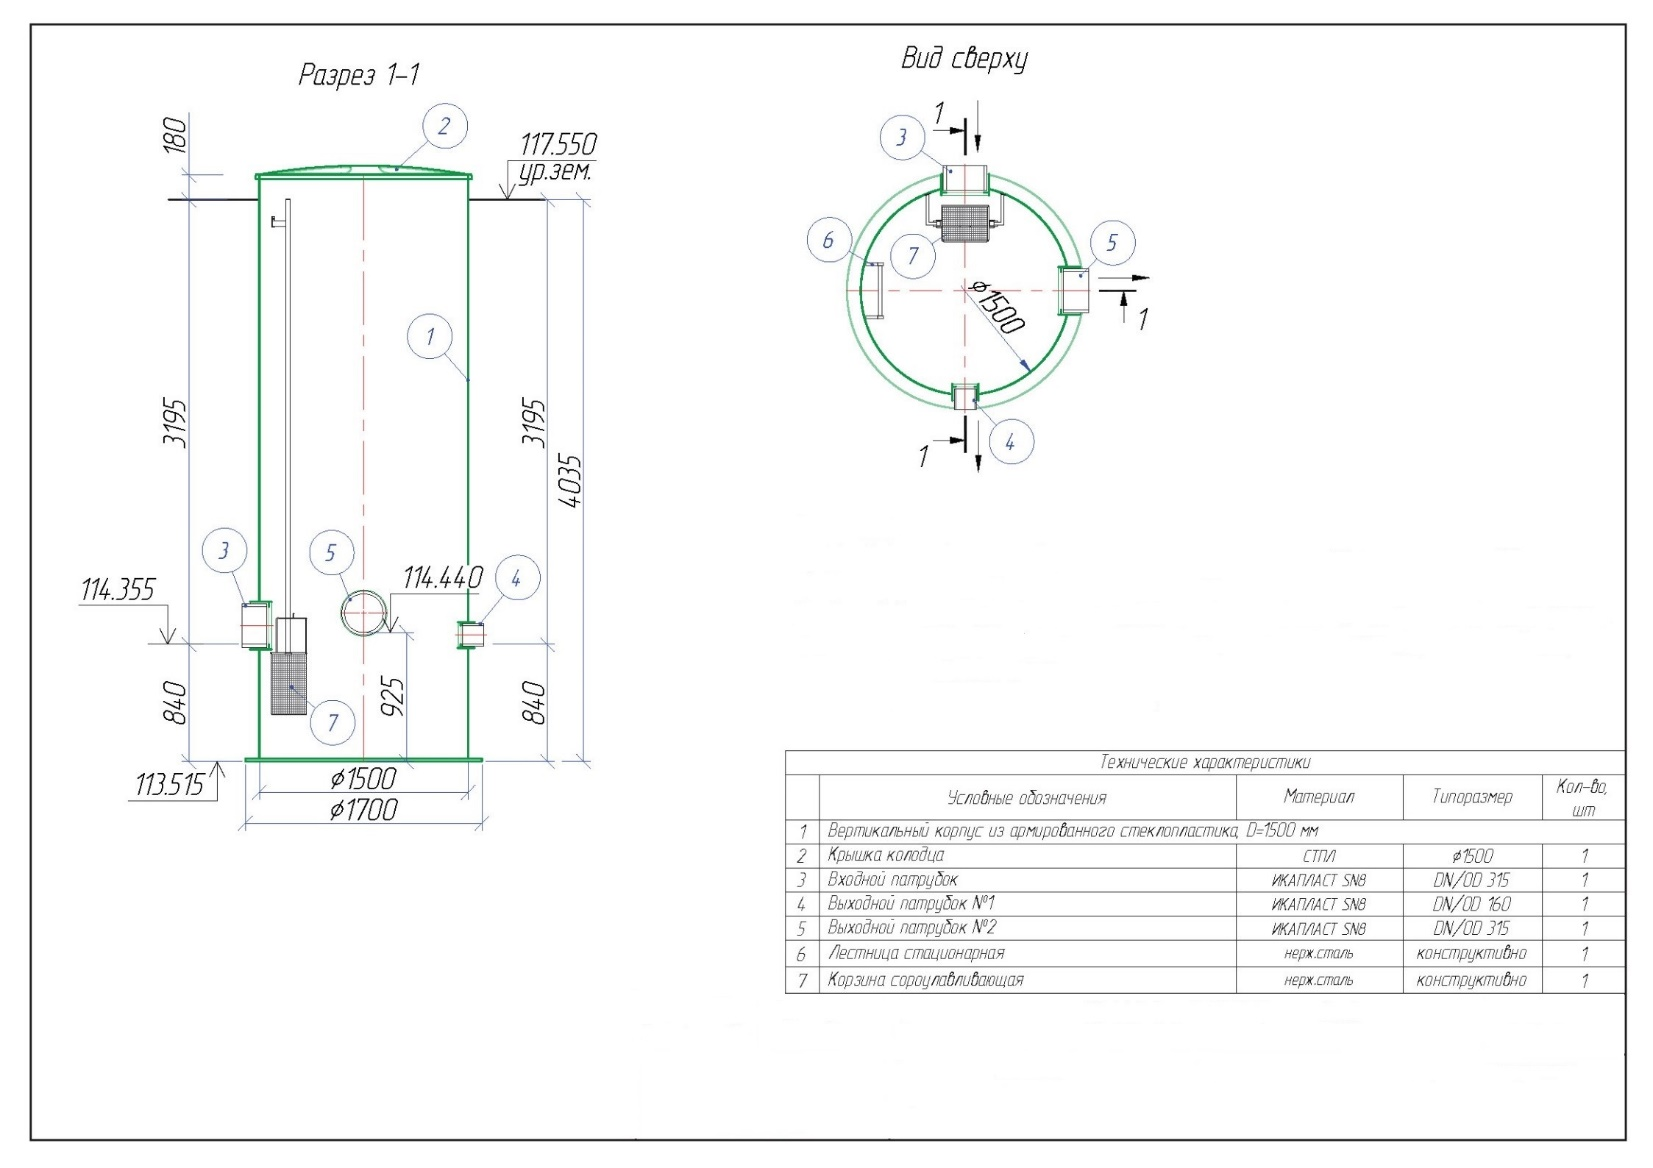 Разрез 1-1
Вид сверху
180
2
117.550
ур.зем.
1
3195
3195
4035
3
5
114.440
4
114.355
840
925
840
7
113.515
ϕ1500
ϕ1700
1
3
6
7
5
ϕ1500
1
4
1
Технические характеристики
Условные обозначения Материал Типоразмер Кол-во, шт
1 Вертикальный корпус из армированного стеклопластика, D=1500 мм
2 Крышка колодца СТПЛ ϕ1500 1
3 Входной патрубок ИКАПЛАСТ SN8 DN/OD 315 1
4 Выходной патрубок №1 ИКАПЛАСТ SN8 DN/OD 160 1
5 Выходной патрубок №2 ИКАПЛАСТ SN8 DN/OD 315 1
6 Лестница стационарная нерж.сталь конструктивно 1
7 Корзина сороулавливающая нерж.сталь конструктивно 1